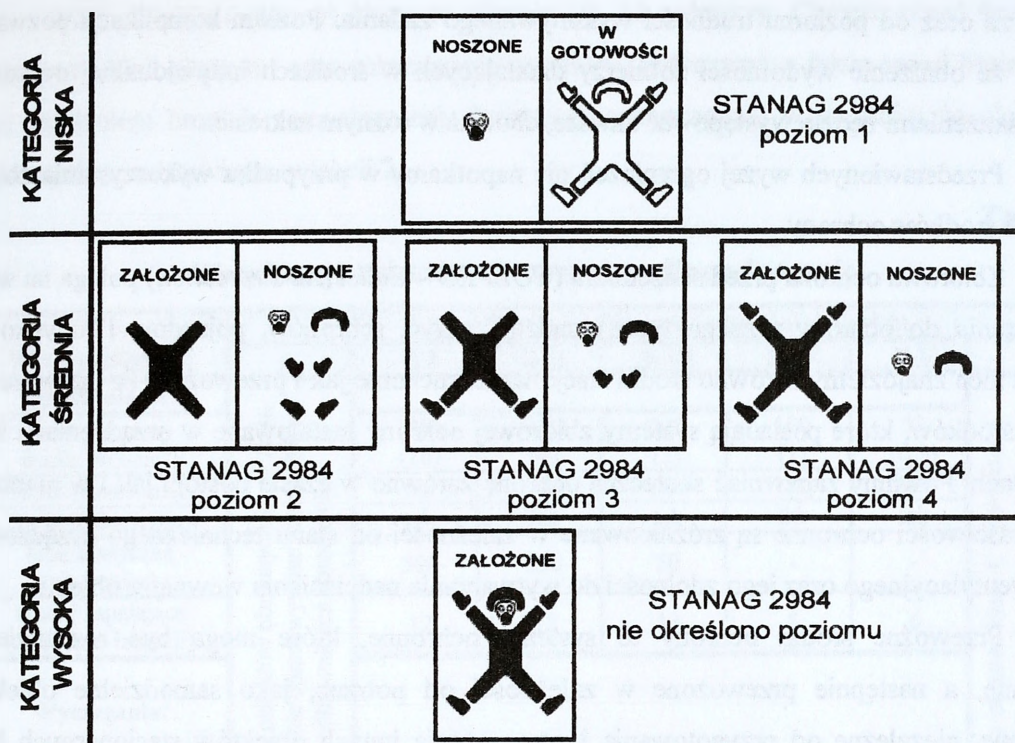 KATEGORIA
NISKA
NOSZONE
W
GOTOWOŚCI
STANAG 2984
poziom 1
KATEGORIA
ŚREDNIA
ZAŁOŻONE
NOSZONE
STANAG 2984
poziom 2
ZAŁOŻONE
NOSZONE
STANAG 2984
poziom 3
ZAŁOŻONE
NOSZONE
STANAG 2984
poziom 4
KATEGORIA
WYSOKA
ZAŁOŻONE
STANAG 2984
nie określono poziomu